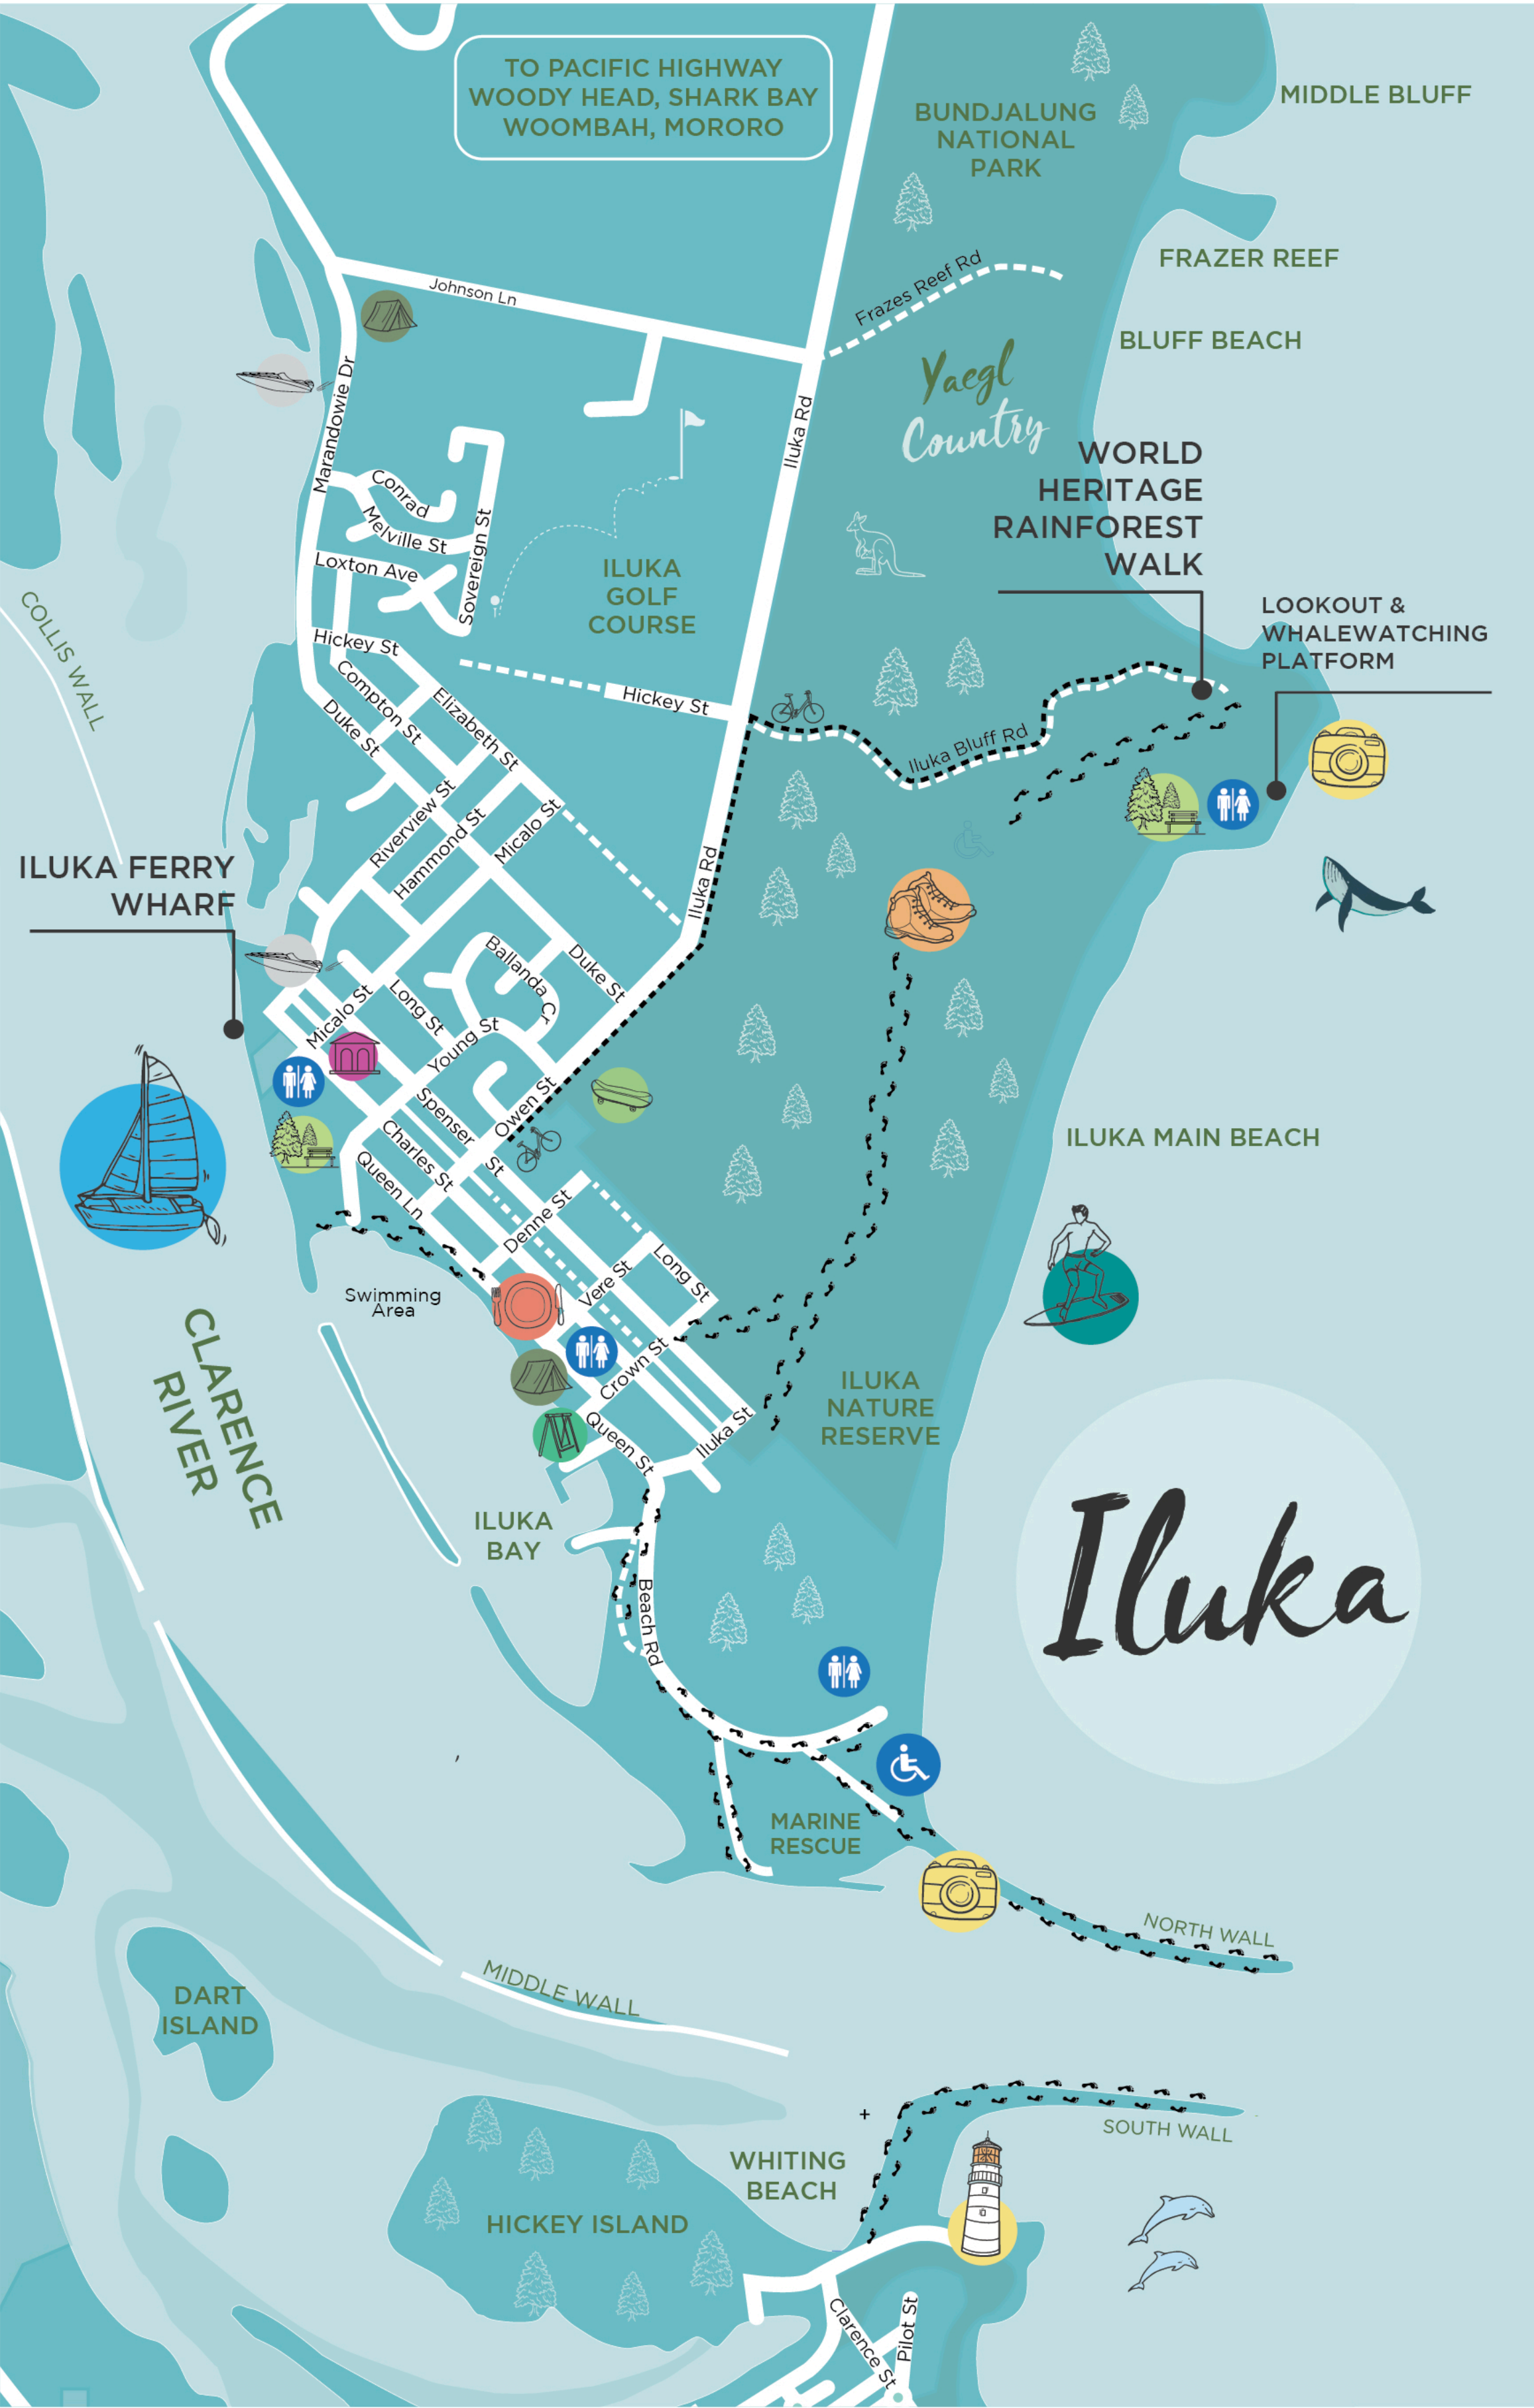 TO PACIFIC HIGHWAY
WOODY HEAD, SHARK BAY
WOOMBAH, MORORO
BUNDJALUNG
NATIONAL
PARK
MIDDLE BLUFF
FRAZER REEF
Frazes Reef Rd
Johnson Ln
BLUFF BEACH
Yaegl
Country
Marandowie Dr
Iluka Rd
WORLD
HERITAGE
RAINFOREST
WALK
Conrad
Melville St
Sovereign St
Loxton Ave
ILUKA
GOLF
COURSE
LOOKOUT &
WHALEWATCHING
PLATFORM
COLLIS WALL
Hickey St
Compton St
Elizabeth St
Duke St
Hickey St
Iluka Bluff Rd
Riverview St
Hammond St
Micalo St
Iluka Rd
ILUKA FERRY
WHARF
Ballanda Cr
Duke St
Micalo St
Long St
Young St
Spenser St
Owen St
Charles St
Queen Ln
Denne St
ILUKA MAIN BEACH
Vere St
Long St
Swimming
Area
CLARENCE
RIVER
Crown St
Queen St
Iluka St
ILUKA
NATURE
RESERVE
ILUKA
BAY
Iluka
Beach Rd
MARINE
RESCUE
NORTH WALL
MIDDLE WALL
DART
ISLAND
SOUTH WALL
WHITING
BEACH
HICKEY ISLAND
Clarence St
Pilot St